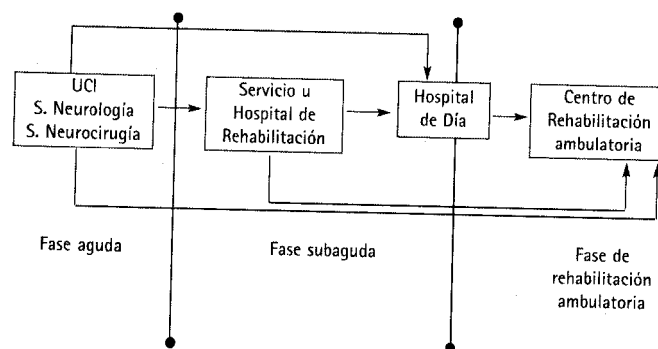 UCI
S. Neurología
S. Neurocirugía
Servicio u
Hospital de
Rehabilitación
Hospital
de Día
Centro de
Rehabilitación
ambulatoria
Fase aguda
Fase subaguda
Fase de
rehabilitación
ambulatoria